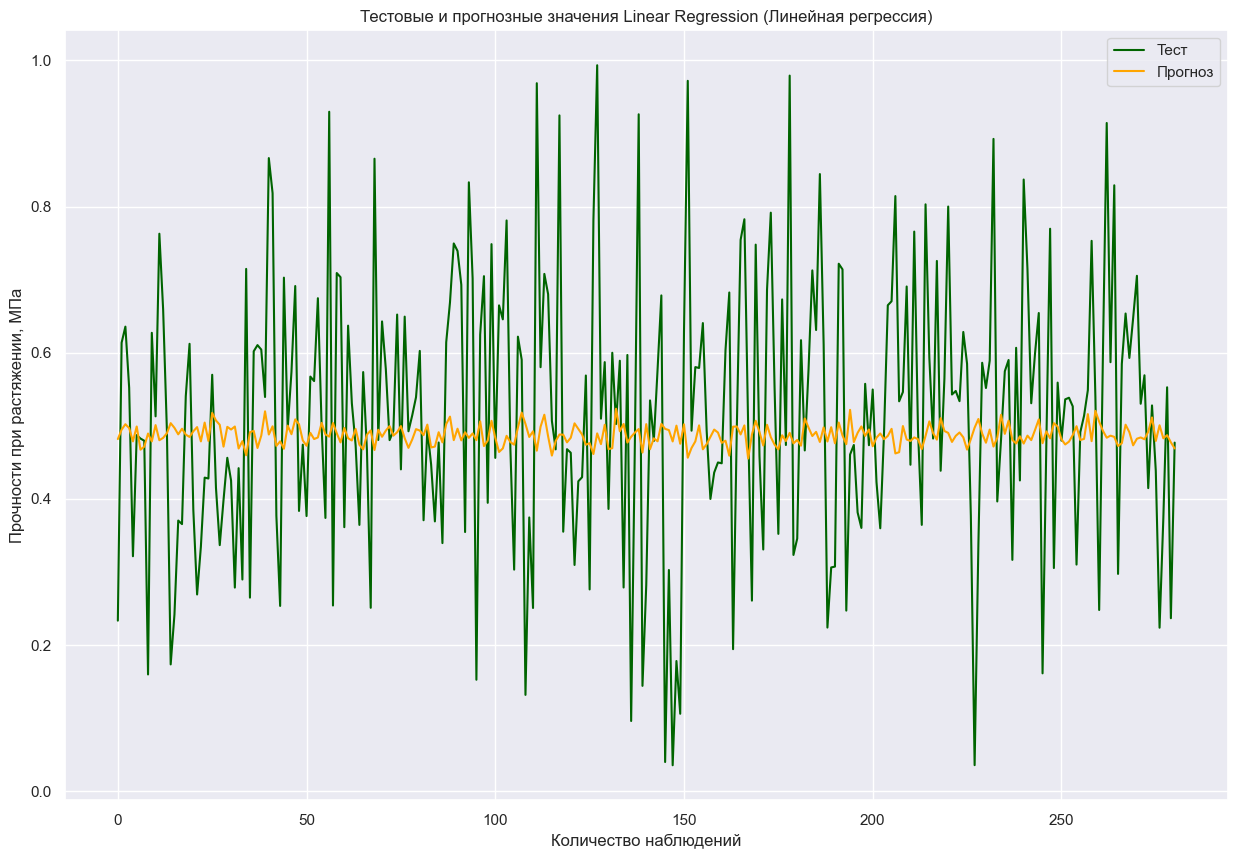 Тестовые и прогнозные значения Linear Regression (Линейная регрессия)
Тест
Прогноз
Прочности при растяжении, МПа
1.0
0.8
0.6
0.4
0.2
0.0
0 50 100 150 200 250
Количество наблюдений